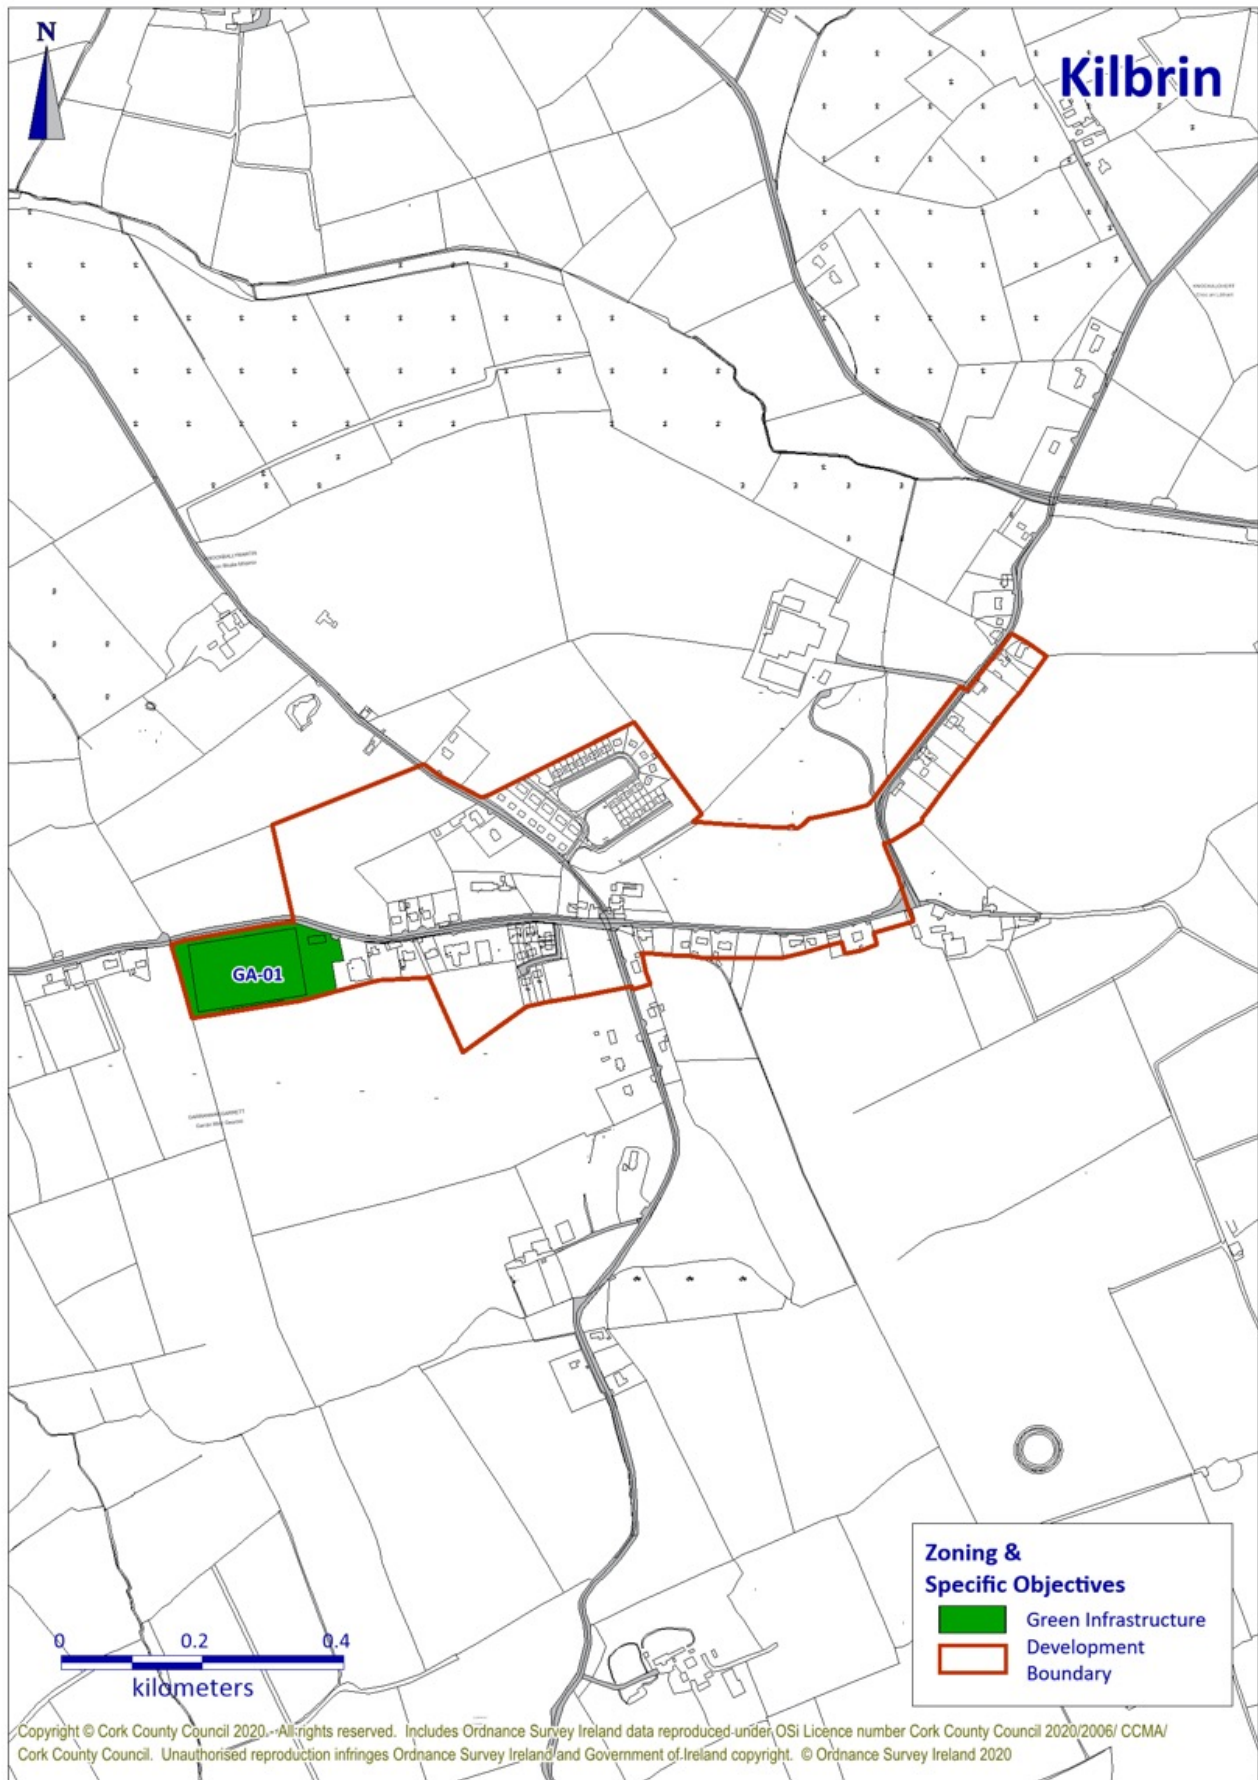 N
Kilbrin
GA-01
Zoning &
Specific Objectives
Green Infrastructure
Development
Boundary
0 0.2 0.4
kilometers
Copyright © Cork County Council 2020. All rights reserved. Includes Ordnance Survey Ireland data reproduced under OSi Licence number Cork County Council 2020/2006/ CCMA/
Cork County Council. Unauthorised reproduction infringes Ordnance Survey Ireland and Government of Ireland copyright. © Ordnance Survey Ireland 2020